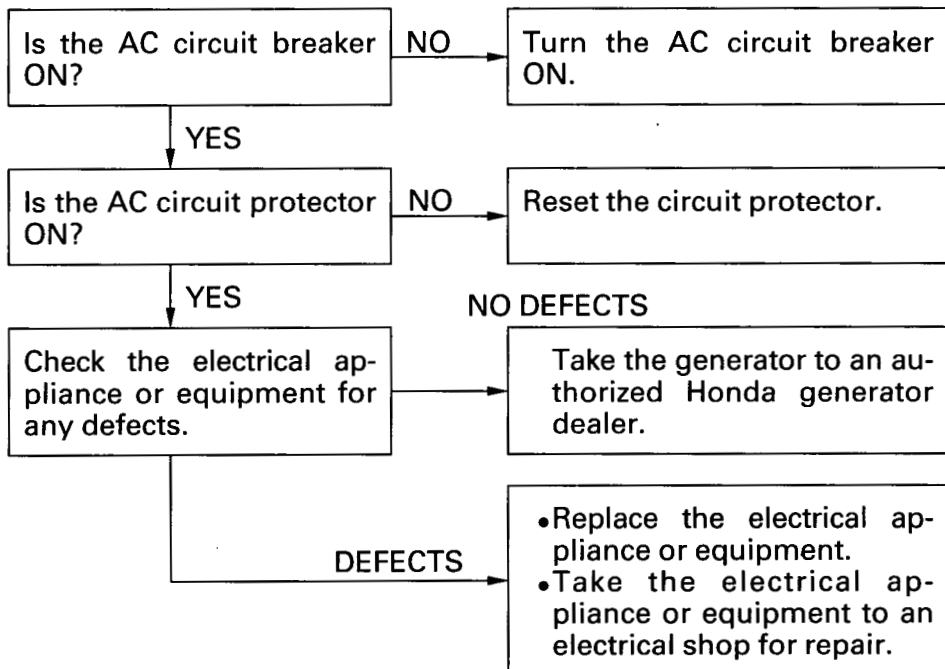 Is the AC circuit breaker
ON?
NO
Turn the AC circuit breaker
ON.
YES
Is the AC circuit protector
ON?
NO
Reset the circuit protector.
YES
NO DEFECTS
Check the electrical ap-
pliance or equipment for
any defects.
Take the generator to an au-
thorized Honda generator
dealer.
DEFECTS
•Replace the electrical ap-
pliance or equipment.
•Take the electrical ap-
pliance or equipment to an
electrical shop for repair.